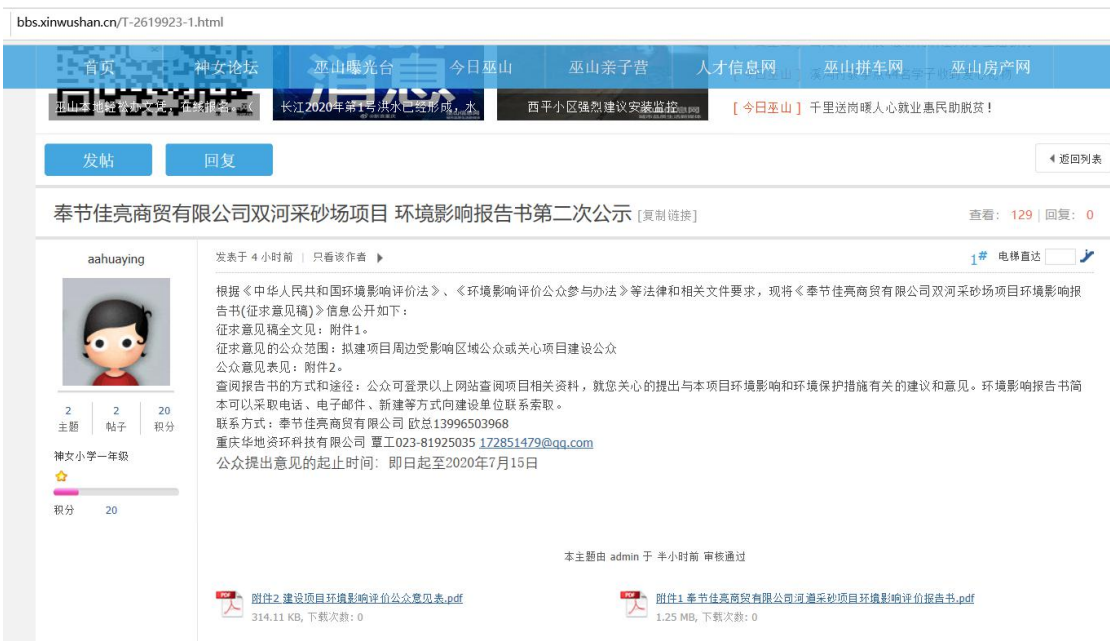 bbs.xinwushan.cn/T-2619923-1.html
首页 神女论坛 巫山曝光台 今日巫山 巫山亲子营 人才信息网 巫山拼车网 巫山房产网
消息
巫山本地轻松办文凭，在线报名。（ 长江2020年第1号洪水已经形成，水 西平小区强烈建议安装监控 [ 今日巫山 ] 千里送岗暖人心就业惠民助脱贫！
发帖 回复 返回列表
奉节佳亮商贸有限公司双河采砂场项目 环境影响报告书第二次公示 [复制链接] 查看： 129 | 回复： 0
aahuaying 发表于 4 小时前 | 只看该作者 1# 电梯直达
根据《中华人民共和国环境影响评价法》、《环境影响评价公众参与办法》等法律和相关文件要求，现将《奉节佳亮商贸有限公司双河采砂场项目环境影响报
告书(征求意见稿)》信息公开如下：
征求意见稿全文见：附件1。
征求意见的公众范围：拟建项目周边受影响区域公众或关心项目建设公众
公众意见表见：附件2。
查阅报告书的方式和途径：公众可登录以上网站查阅项目相关资料，就您关心的提出与本项目环境影响和环境保护措施有关的建议和意见。环境影响报告书简
本可以采取电话、电子邮件、新建等方式向建设单位联系索取。
联系方式：奉节佳亮商贸有限公司 欧总13996503968
重庆华地资环科技有限公司 覃工023-81925035 172851479@qq.com
公众提出意见的起止时间：即日起至2020年7月15日
2 2 20
主题 帖子 积分
神女小学一年级
积分 20
本主题由 admin 于 半小时前 审核通过
附件2 建设项目环境影响评价公众意见表.pdf
314.11 KB, 下载次数: 0
附件1 奉节佳亮商贸有限公司河道采砂项目环境影响评价报告书.pdf
1.25 MB, 下载次数: 0